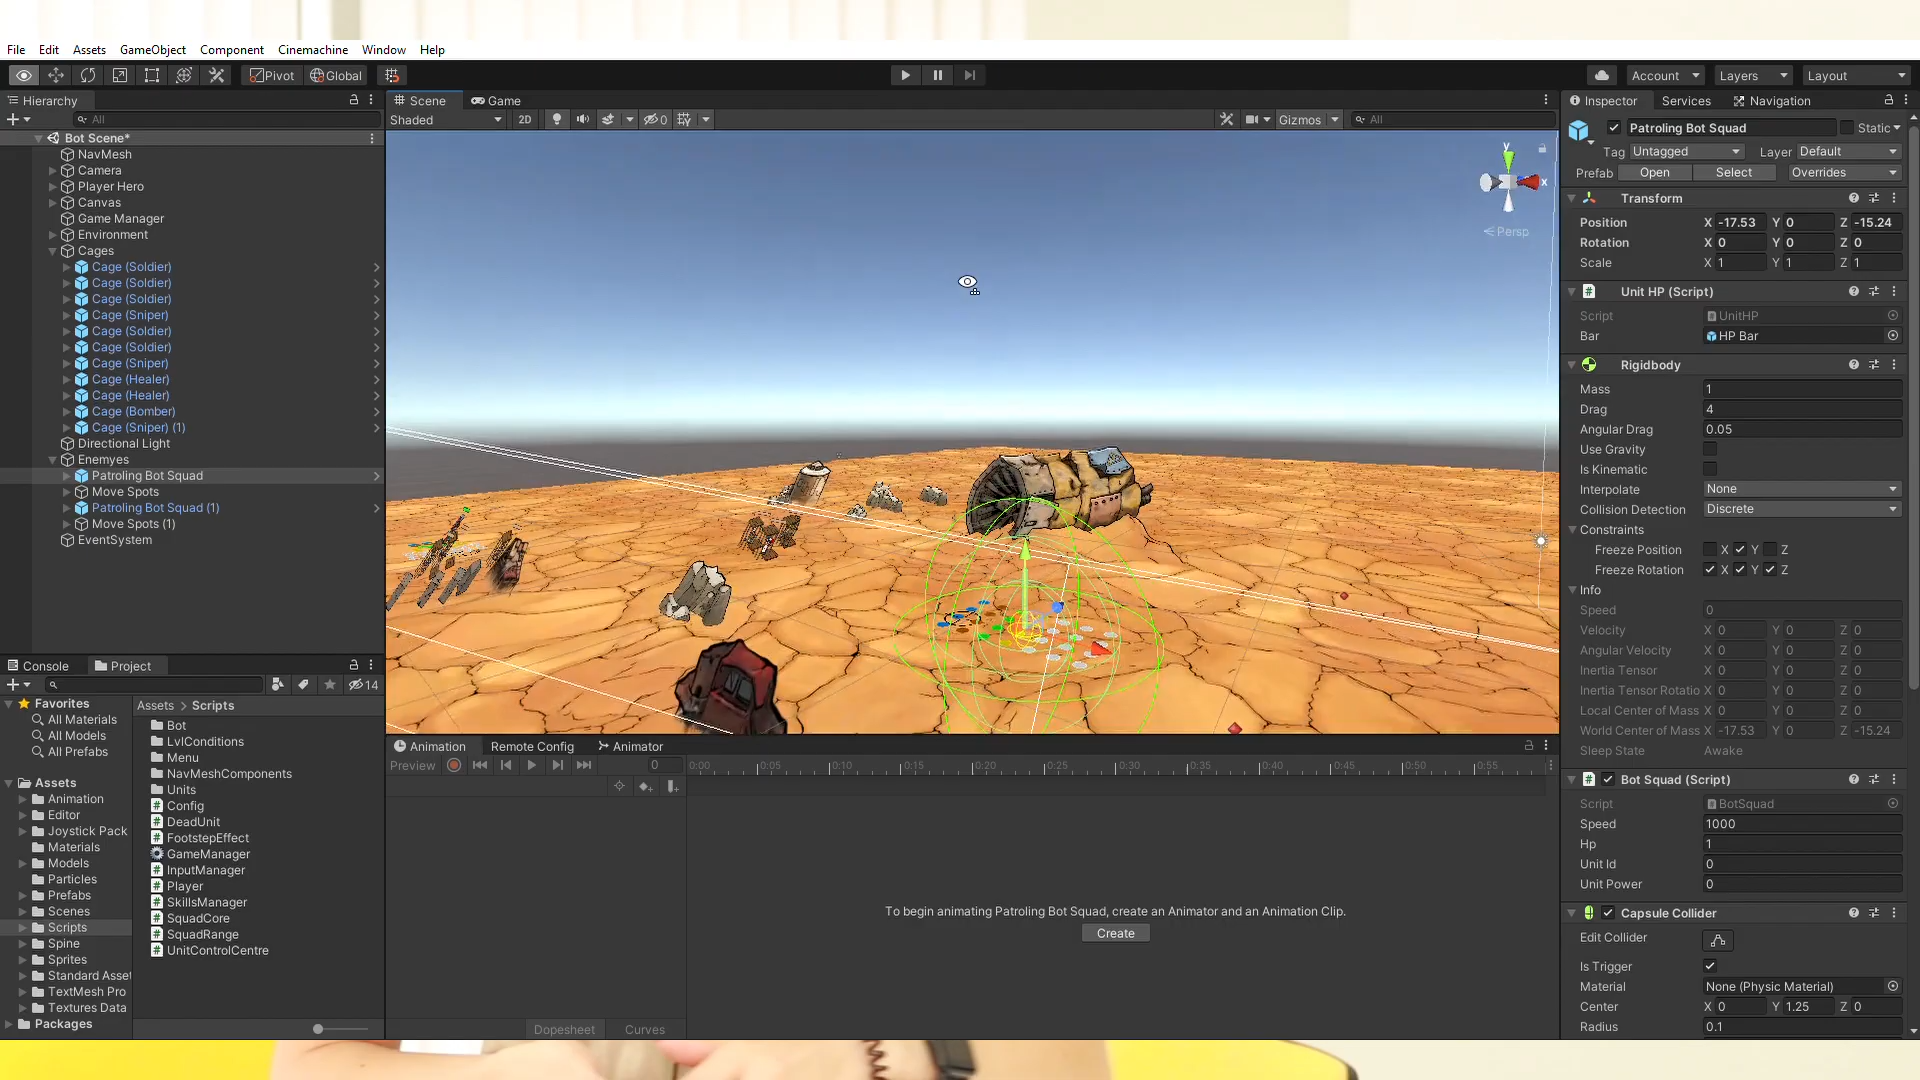 File Edit Assets GameObject Component Cinemachine Window Help
Pivot Global Account Layers Layout
Hierarchy
All
Bot Scene*
NavMesh
Camera
Player Hero
Canvas
Game Manager
Environment
Cages
Cage (Soldier)
Cage (Soldier)
Cage (Soldier)
Cage (Sniper)
Cage (Soldier)
Cage (Soldier)
Cage (Sniper)
Cage (Healer)
Cage (Healer)
Cage (Bomber)
Cage (Sniper) (1)
Directional Light
Enemyes
Patroling Bot Squad
Move Spots
Patroling Bot Squad (1)
Move Spots (1)
EventSystem
Scene Game
Shaded 2D 0 Gizmos All
y
x
Persp
Console Project
14
Favorites
All Materials
All Models
All Prefabs
Assets
Animation
Editor
Joystick Pack
Materials
Models
Particles
Prefabs
Scenes
Scripts
Spine
Sprites
Standard Asset
TextMesh Pro
Textures Data
Packages
Assets > Scripts
Bot
LvlConditions
Menu
NavMeshComponents
Units
Config
DeadUnit
FootstepEffect
GameManager
InputManager
Player
SkillsManager
SquadCore
SquadRange
UnitControlCentre
Animation Remote Config Animator
Preview 0 0:00 0:05 0:10 0:15 0:20 0:25 0:30 0:35 0:40 0:45 0:50 0:55
To begin animating Patroling Bot Squad, create an Animator and an Animation Clip.
Create
Dopesheet Curves
Inspector Services Navigation
Patroling Bot Squad Static
Tag Untagged Layer Default
Prefab Open Select Overrides
Transform
Position X -17.53 Y 0 Z -15.24
Rotation X 0 Y 0 Z 0
Scale X 1 Y 1 Z 1
Unit HP (Script)
Script UnitHP
Bar HP Bar
Rigidbody
Mass 1
Drag 4
Angular Drag 0.05
Use Gravity
Is Kinematic
Interpolate None
Collision Detection Discrete
Constraints
Freeze Position X Y Z
Freeze Rotation X Y Z
Info
Speed 0
Velocity X 0 Y 0 Z 0
Angular Velocity X 0 Y 0 Z 0
Inertia Tensor X 0 Y 0 Z 0
Inertia Tensor Rotatio X 0 Y 0 Z 0
Local Center of Mass X 0 Y 0 Z 0
World Center of Mass X -17.53 Y 0 Z -15.24
Sleep State Awake
Bot Squad (Script)
Script BotSquad
Speed 1000
Hp 1
Unit Id 0
Unit Power 0
Capsule Collider
Edit Collider
Is Trigger
Material None (Physic Material)
Center X 0 Y 1.25 Z 0
Radius 0.1